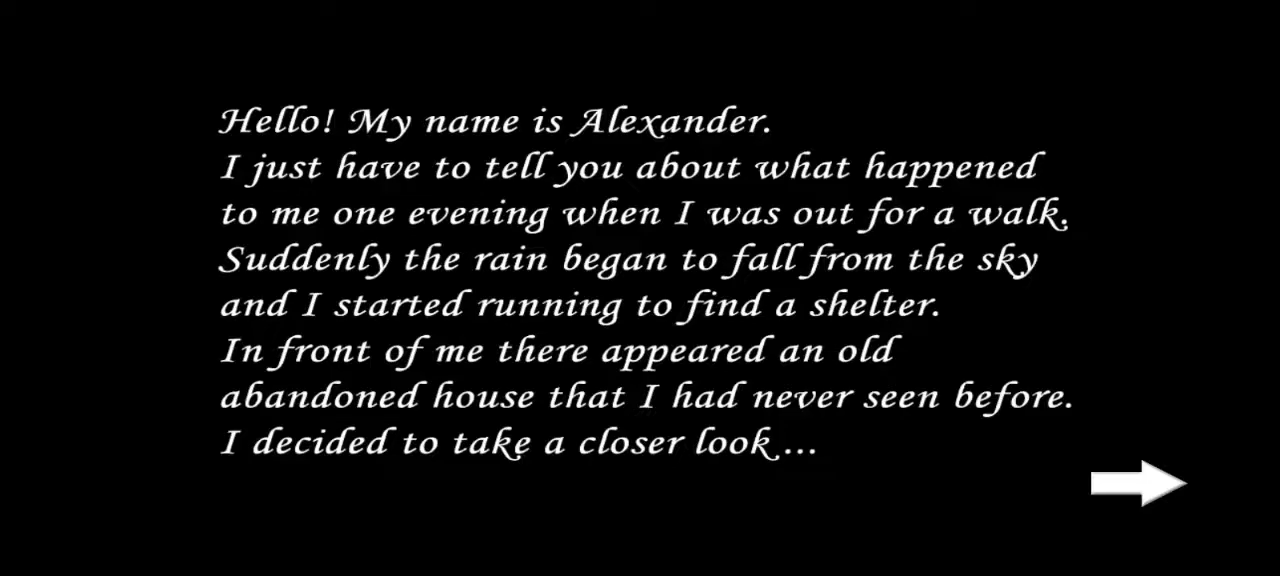 Hello! My name is Alexander.
I just have to tell you about what happened
to me one evening when I was out for a walk.
Suddenly the rain began to fall from the sky
and I started running to find a shelter.
In front of me there appeared an old
abandoned house that I had never seen before.
I decided to take a closer look...